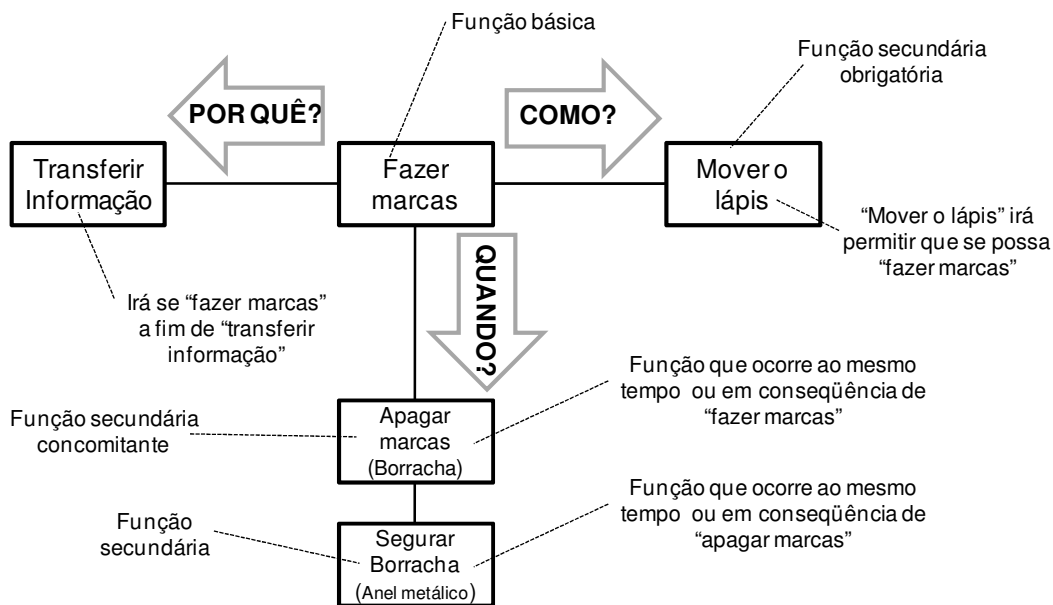 Função básica
Função secundária
obrigatória
POR QUÊ?
COMO?
Transferir
Informação
Fazer
marcas
Mover o
lápis
“Mover o lápis” irá
permitir que se possa
“fazer marcas”
QUANDO?
Irá se “fazer marcas”
a fim de “transferir
informação”
Função secundária
concomitante
Apagar
marcas
(Borracha)
Função que ocorre ao mesmo
tempo ou em conseqüência de
“fazer marcas”
Função
secundária
Segurar
Borracha
(Anel metálico)
Função que ocorre ao mesmo
tempo ou em conseqüência de
“apagar marcas”